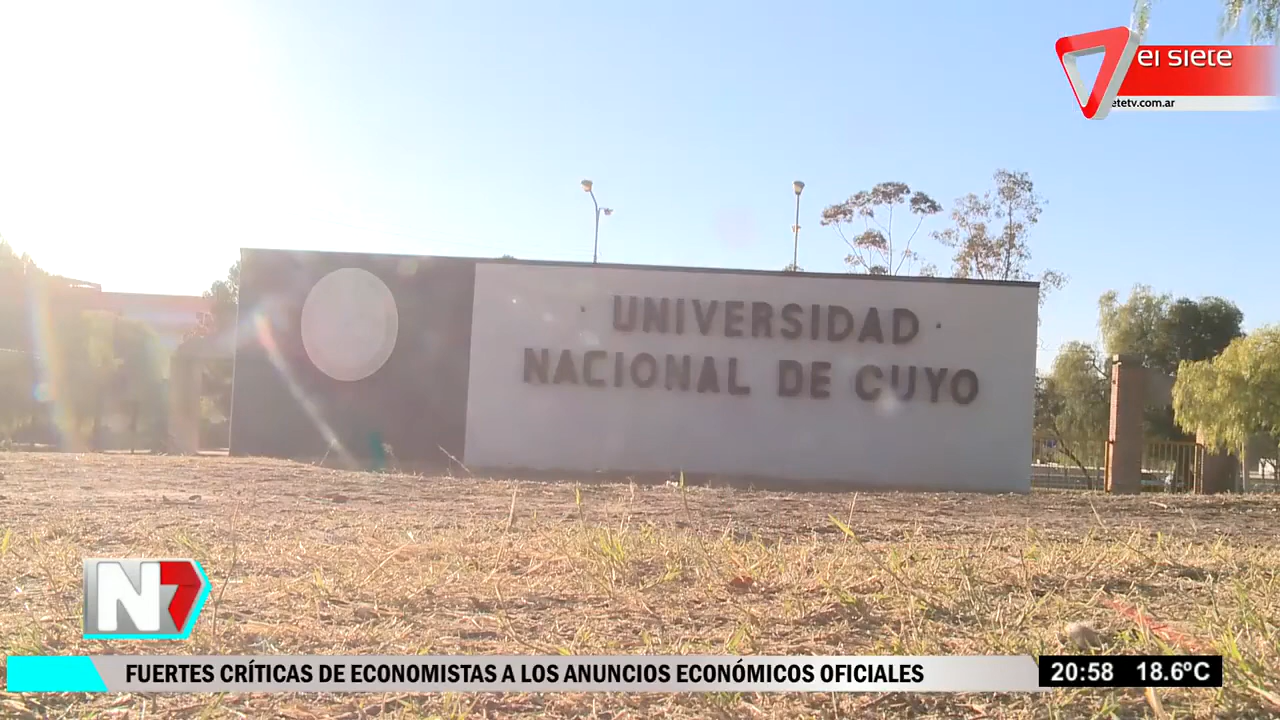 el siete
etetv.com.ar
· UNIVERSIDAD ·
NACIONAL DE CUYO
N7
FUERTES CRÍTICAS DE ECONOMISTAS A LOS ANUNCIOS ECONÓMICOS OFICIALES
20:58 18.6ºC